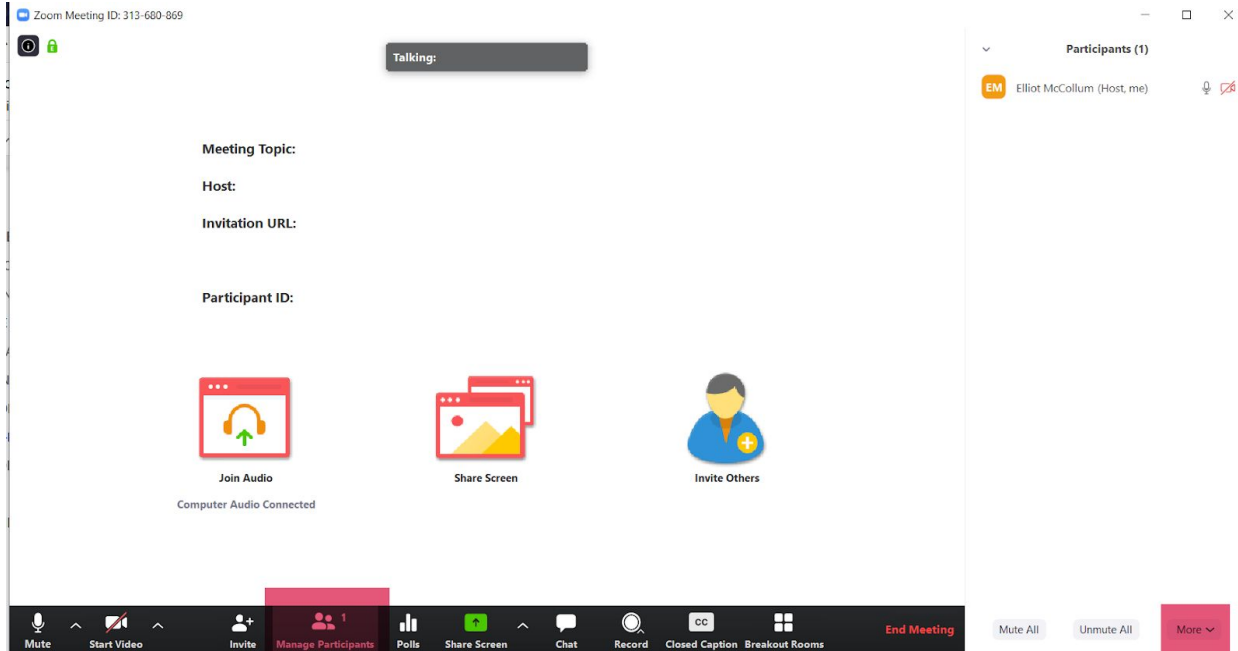 Zoom Meeting ID: 313-680-869
Talking:
Participants (1)
EM Elliot McCollum (Host, me)
Meeting Topic:
Host:
Invitation URL:
Participant ID:
Join Audio
Computer Audio Connected
Share Screen
Invite Others
Mute
Start Video
Invite
Manage Participants 1
Polls
Share Screen
Chat
Record
CC
Closed Caption
Breakout Rooms
End Meeting
Mute All
Unmute All
More